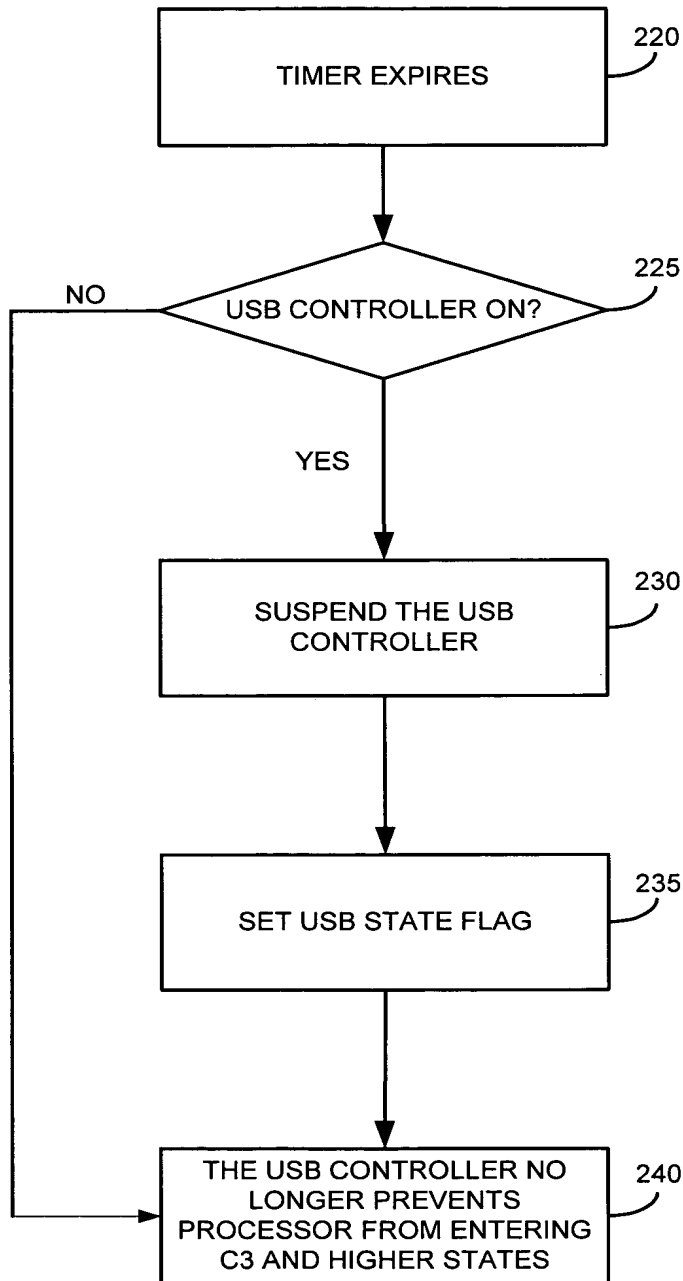 TIMER EXPIRES
220
USB CONTROLLER ON?
225
NO
YES
SUSPEND THE USB
CONTROLLER
230
SET USB STATE FLAG
235
THE USB CONTROLLER NO
LONGER PREVENTS
PROCESSOR FROM ENTERING
C3 AND HIGHER STATES
240